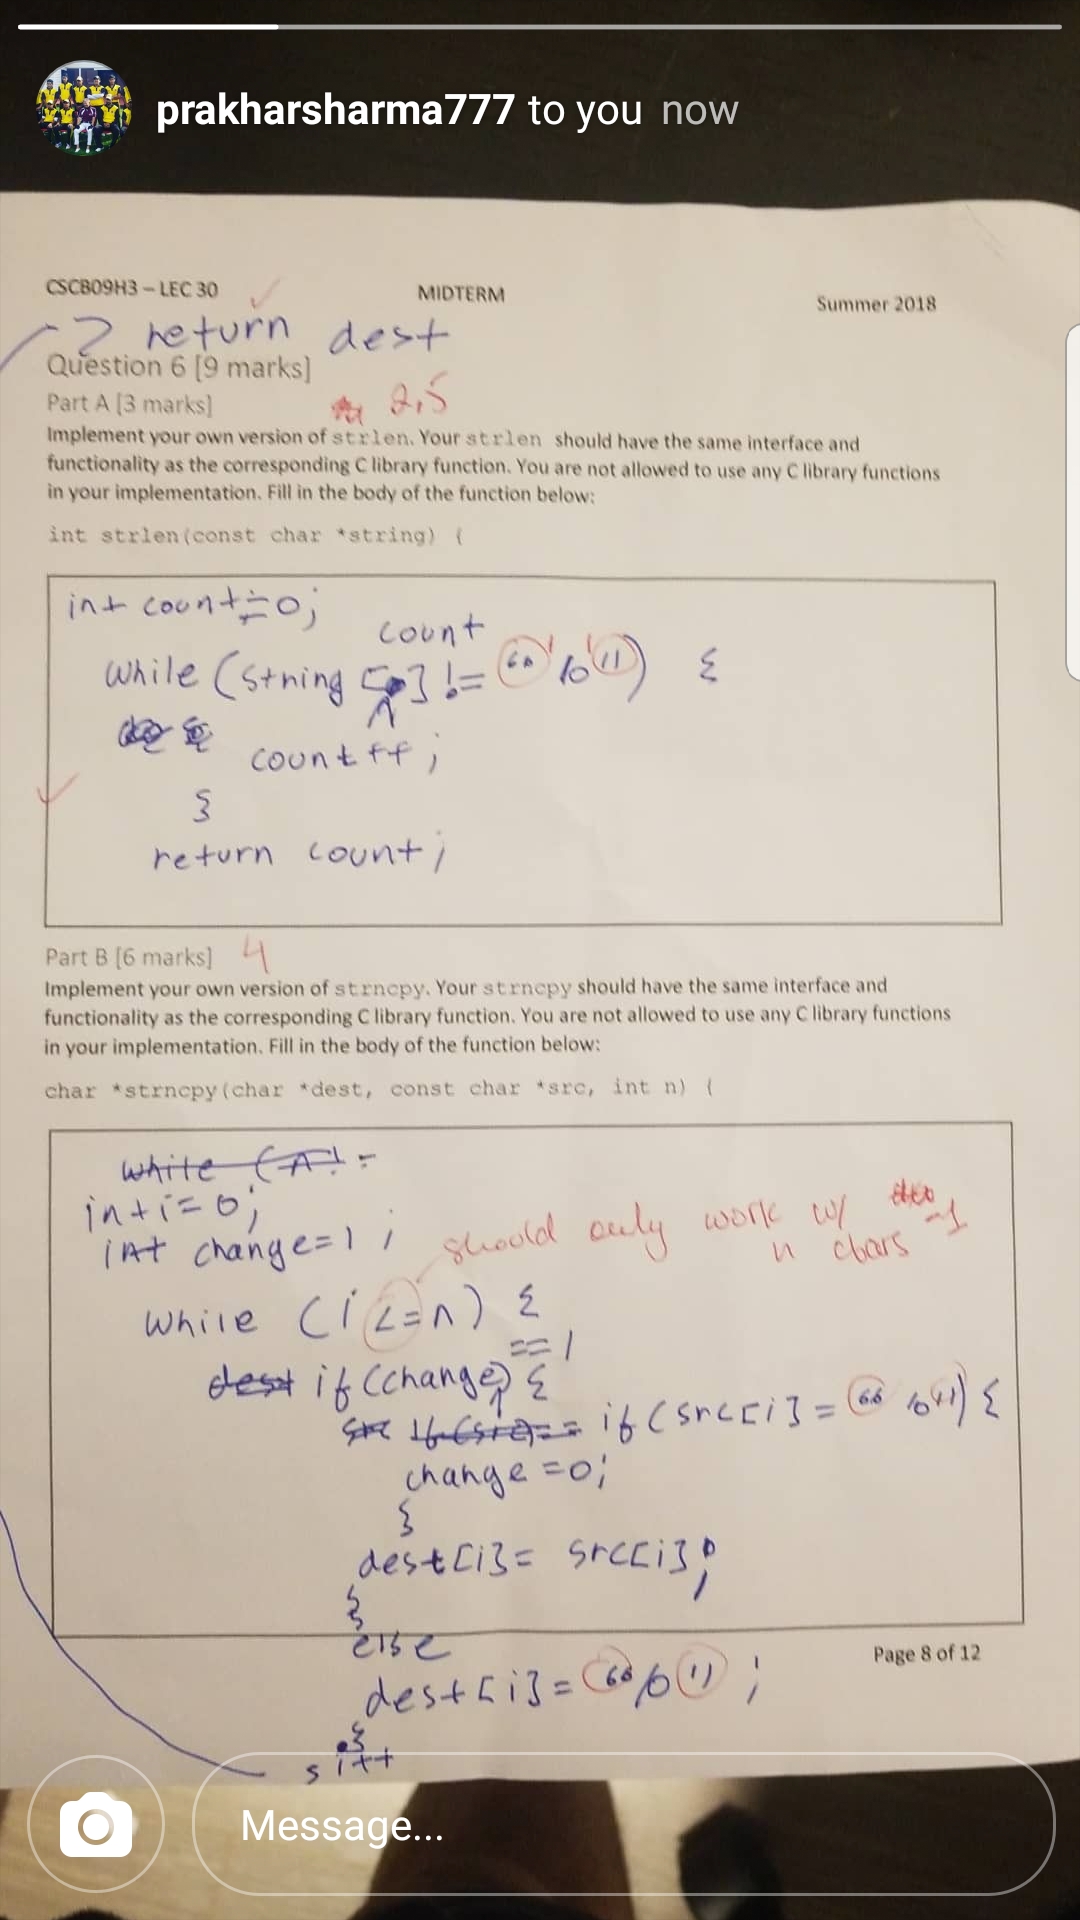 prakharsharma777 to you now
CSCB09H3 – LEC 30 MIDTERM Summer 2018
return dest
Question 6 [9 marks]
Part A [3 marks] 2,5
Implement your own version of strlen. Your strlen should have the same interface and
functionality as the corresponding C library function. You are not allowed to use any C library functions
in your implementation. Fill in the body of the function below:
int strlen(const char *string) {
int count = 0;
count
while (string [ ] != “ \0 ”) {
count++;
}
return count;
Part B [6 marks] 4
Implement your own version of strncpy. Your strncpy should have the same interface and
functionality as the corresponding C library function. You are not allowed to use any C library functions
in your implementation. Fill in the body of the function below:
char *strncpy(char *dest, const char *src, int n) {
while (n! =
int i = 0;
int change = 1;
should only work w/ -1
n chars
while (i <= n) {
== 1
dest if (change) {
src if (src) == if (src[i] = “ \0 ”) {
change = 0;
}
dest[i] = src[i];
}
else
Page 8 of 12
dest[i] = “ \0 ” ;
}
i++
Message...